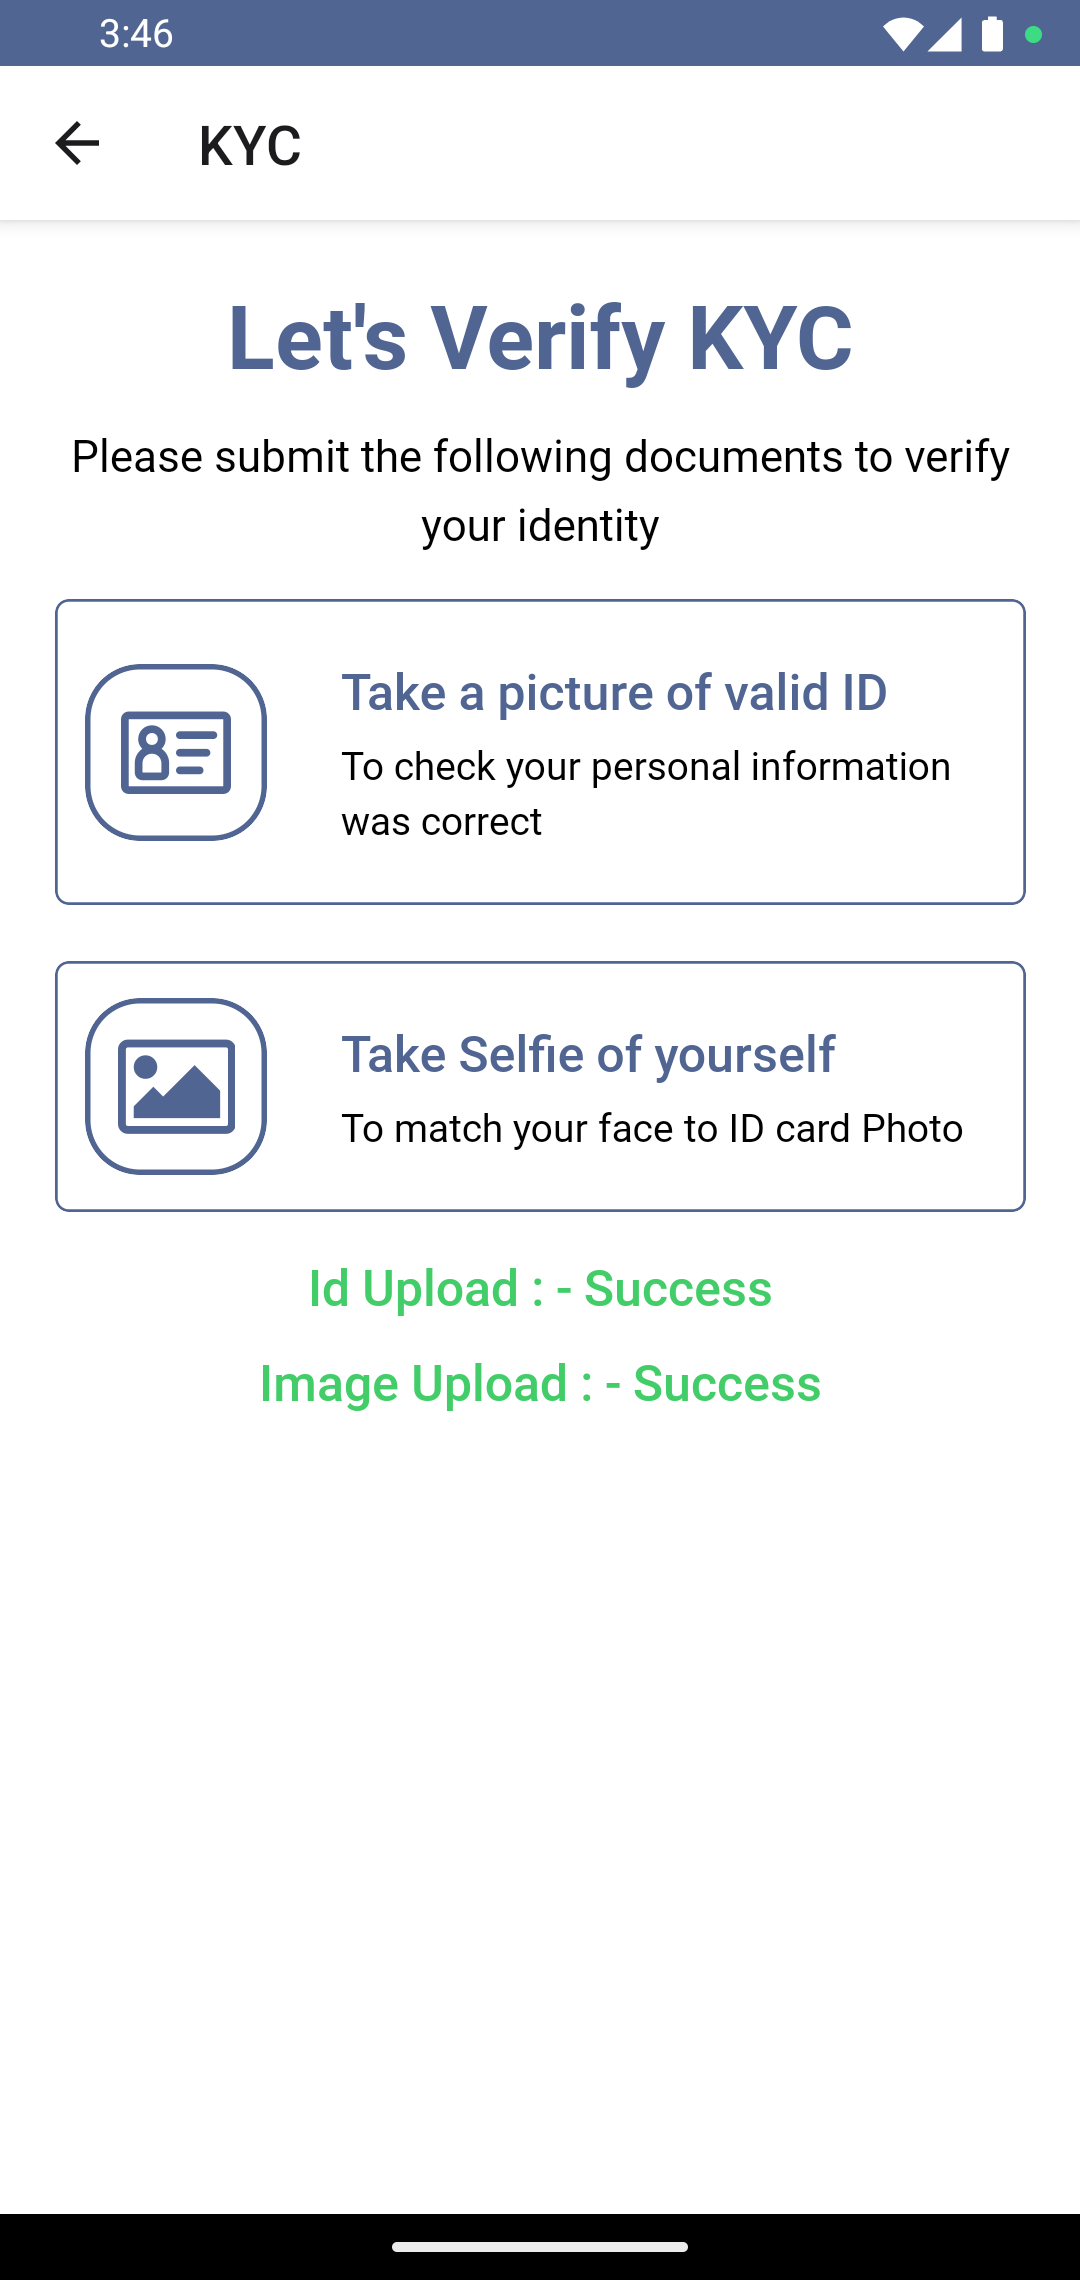 3:46
KYC
Let's Verify KYC
Please submit the following documents to verify
your identity
Take a picture of valid ID
To check your personal information
was correct
Take Selfie of yourself
To match your face to ID card Photo
Id Upload : - Success
Image Upload : - Success